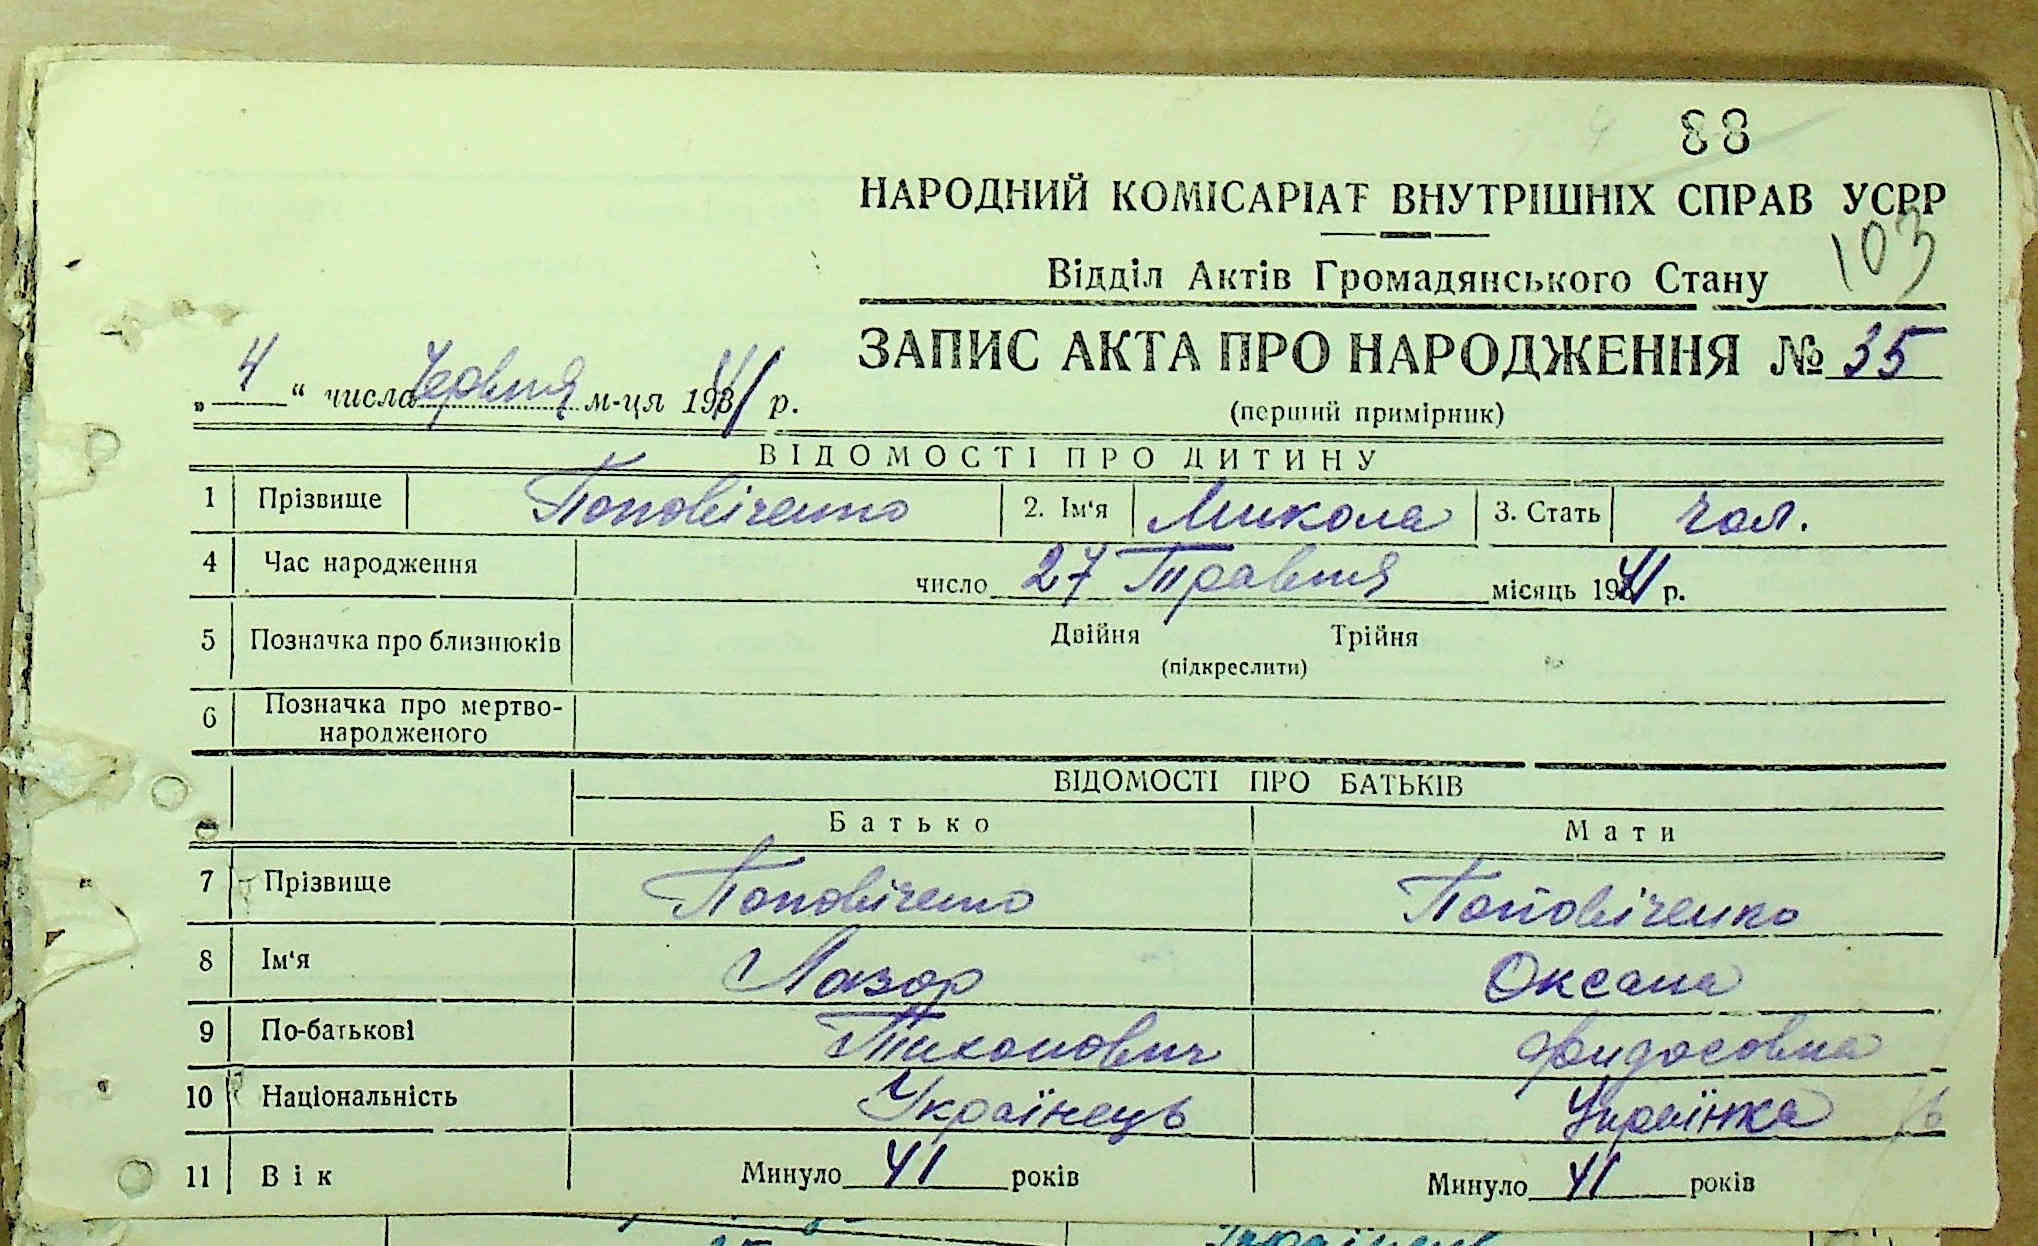 88
НАРОДНИЙ КОМІСАРІАТ ВНУТРІШНІХ СПРАВ УСРР
103
Відділ Актів Громадянського Стану
ЗАПИС АКТА ПРО НАРОДЖЕННЯ № 35
„ 4 “ числа Червня м-ця 1941 р.
(перший примірник)
ВІДОМОСТІ ПРО ДИТИНУ
1 Прізвище Поповіченко 2. Ім'я Микола 3. Стать чол.
4 Час народження число 27 Травня місяць 1941 р.
5 Позначка про близнюків Двійня Трійня
(підкреслити)
6 Позначка про мертво-
народженого
ВІДОМОСТІ ПРО БАТЬКІВ
Батько Мати
7 Прізвище Поповіченко Поповіченко
8 Ім'я Лазор Оксана
9 По-батькові Тихонович Фидосовна
10 Національність Українець Українка
11 Вік Минуло 41 років Минуло 41 років